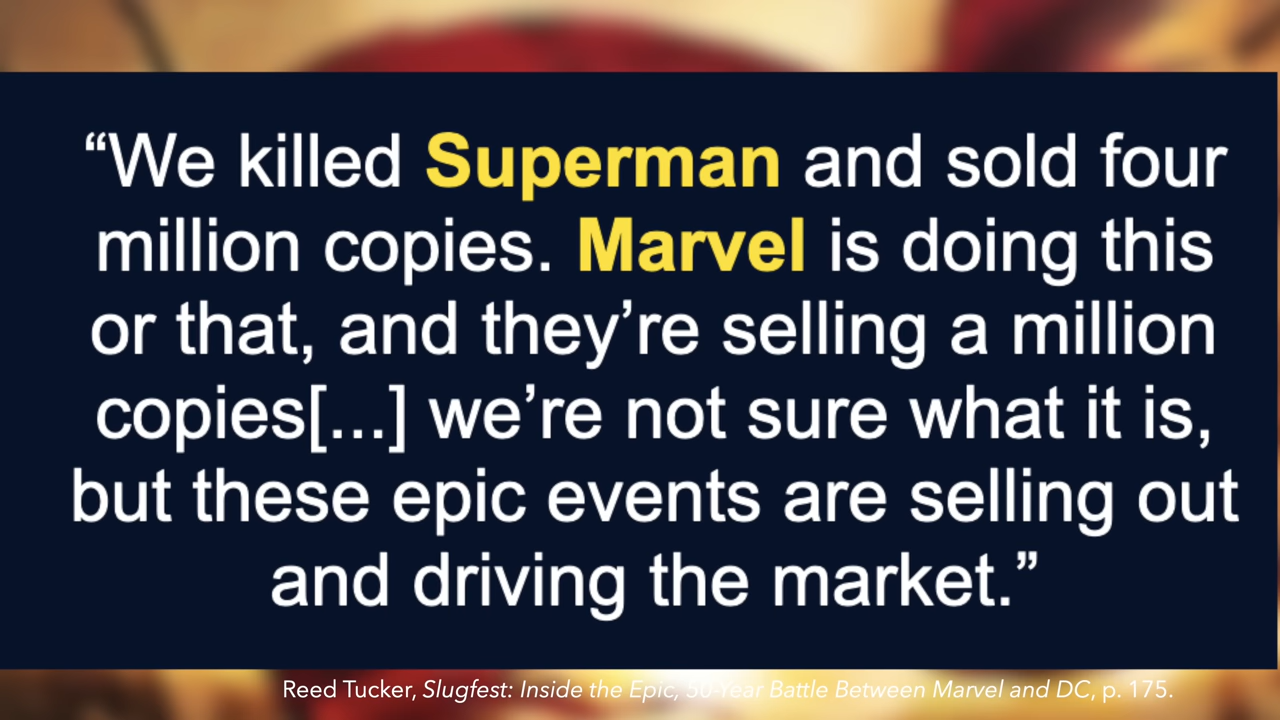 “We killed Superman and sold four
million copies. Marvel is doing this
or that, and they’re selling a million
copies[...] we’re not sure what it is,
but these epic events are selling out
and driving the market.”
Reed Tucker, Slugfest: Inside the Epic, 50-Year Battle Between Marvel and DC, p. 175.